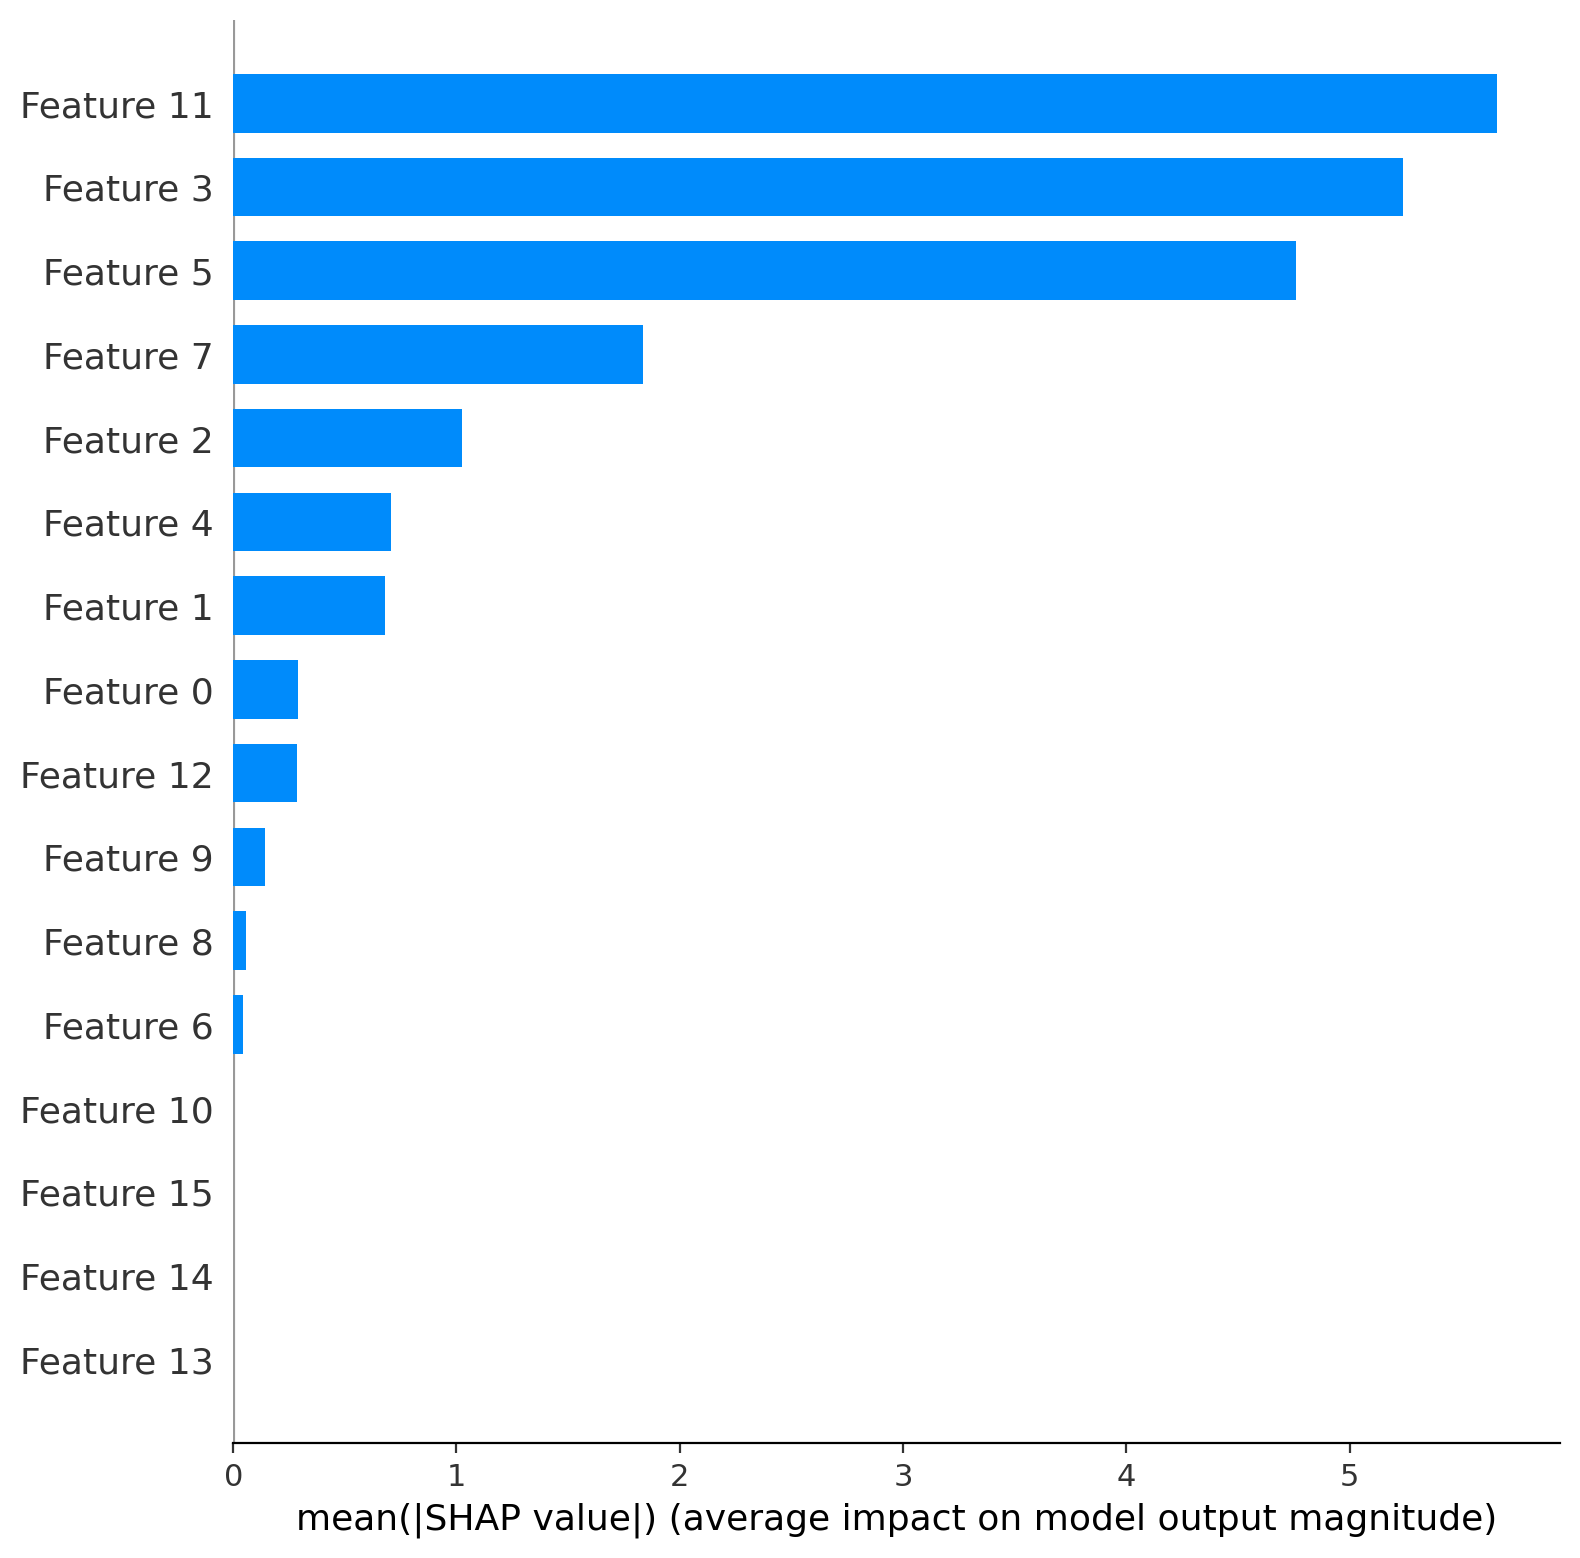 Feature 11
Feature 3
Feature 5
Feature 7
Feature 2
Feature 4
Feature 1
Feature 0
Feature 12
Feature 9
Feature 8
Feature 6
Feature 10
Feature 15
Feature 14
Feature 13
0 1 2 3 4 5
mean(|SHAP value|) (average impact on model output magnitude)